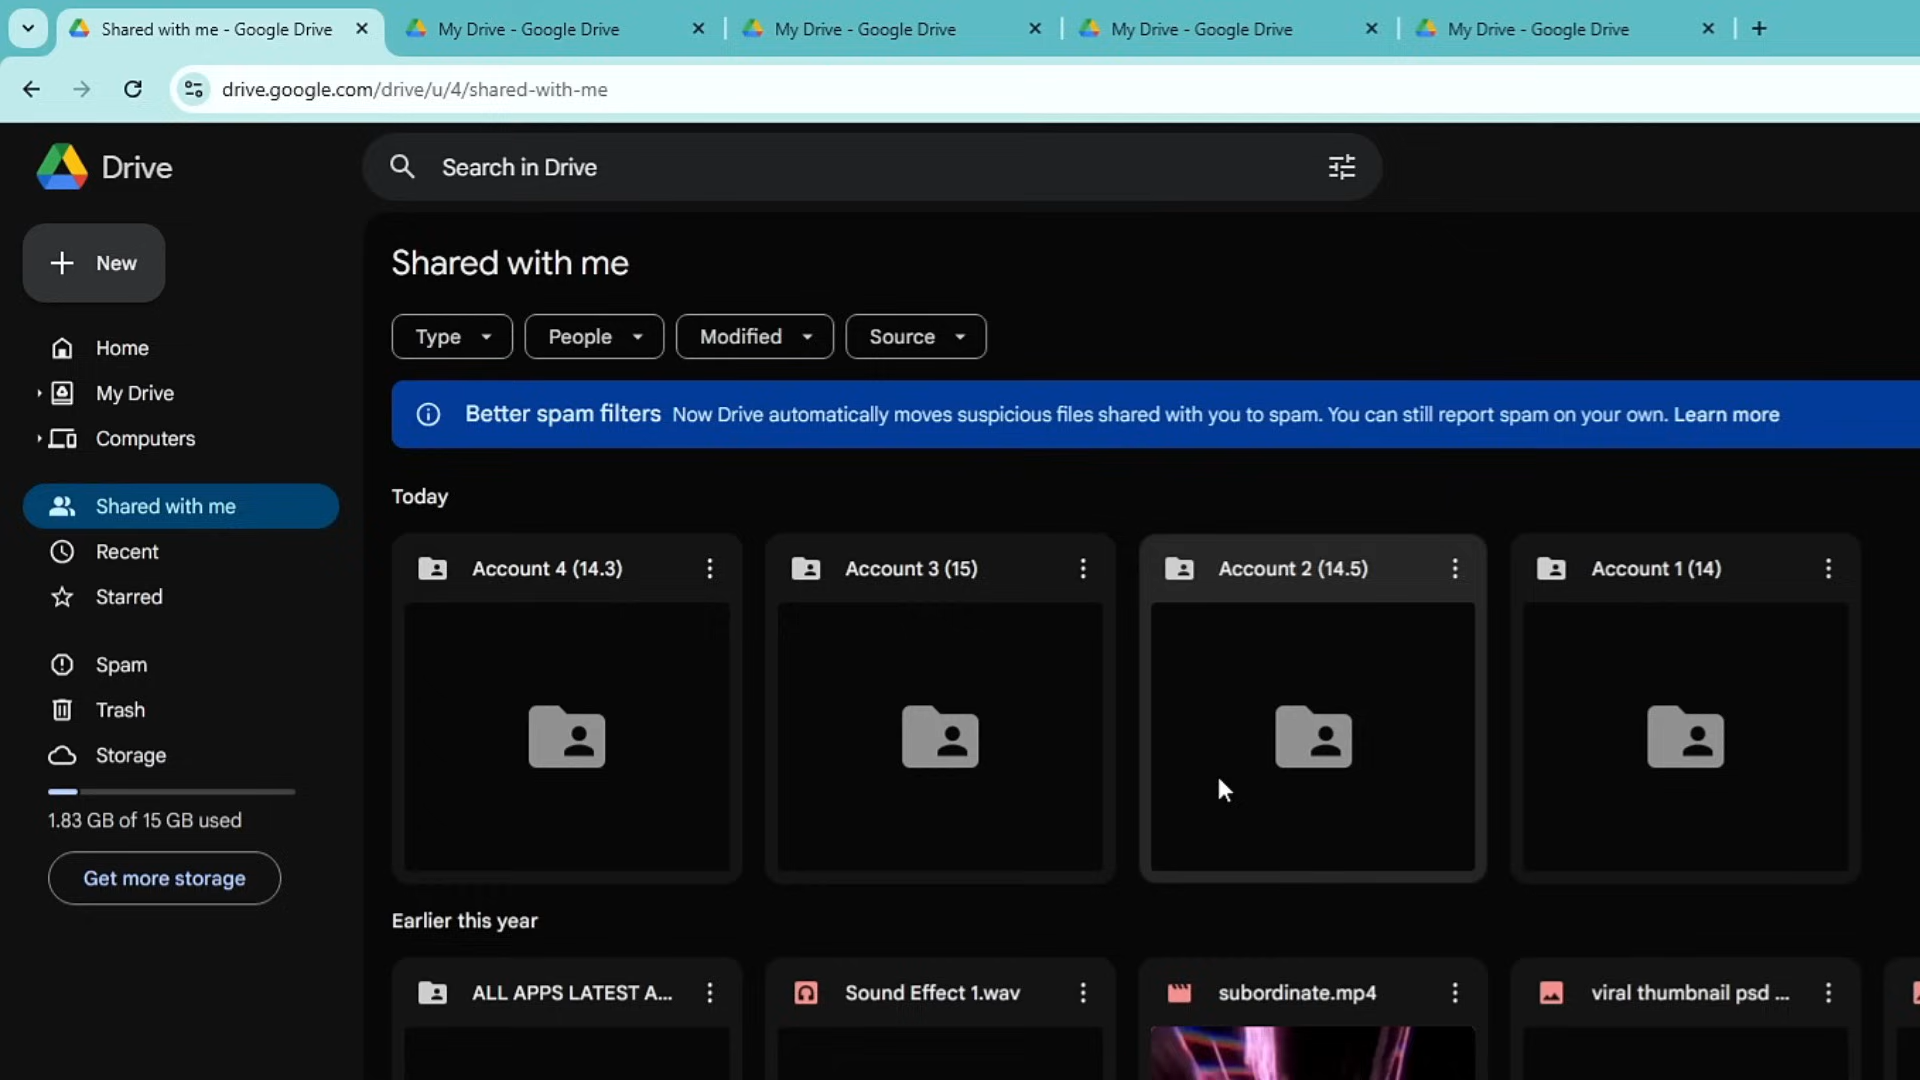 Shared with me - Google Drive
My Drive - Google Drive
My Drive - Google Drive
My Drive - Google Drive
My Drive - Google Drive
drive.google.com/drive/u/4/shared-with-me
Drive
Search in Drive
New
Home
My Drive
Computers
Shared with me
Recent
Starred
Spam
Trash
Storage
1.83 GB of 15 GB used
Get more storage
Shared with me
Type
People
Modified
Source
Better spam filters Now Drive automatically moves suspicious files shared with you to spam. You can still report spam on your own. Learn more
Today
Account 4 (14.3)
Account 3 (15)
Account 2 (14.5)
Account 1 (14)
Earlier this year
ALL APPS LATEST A...
Sound Effect 1.wav
subordinate.mp4
viral thumbnail psd ...